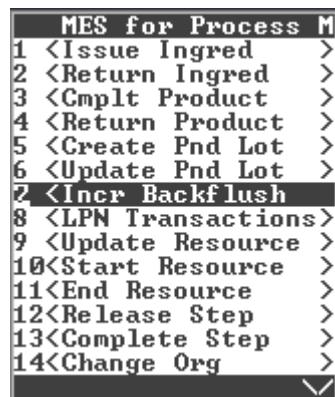 MES for Process M
1 <Issue Ingred >
2 <Return Ingred >
3 <Cmplt Product >
4 <Return Product >
5 <Create Pnd Lot >
6 <Update Pnd Lot >
7 <Incr Backflush
8 <LPN Transactions>
9 <Update Resource >
10<Start Resource >
11<End Resource >
12<Release Step >
13<Complete Step >
14<Change Org >